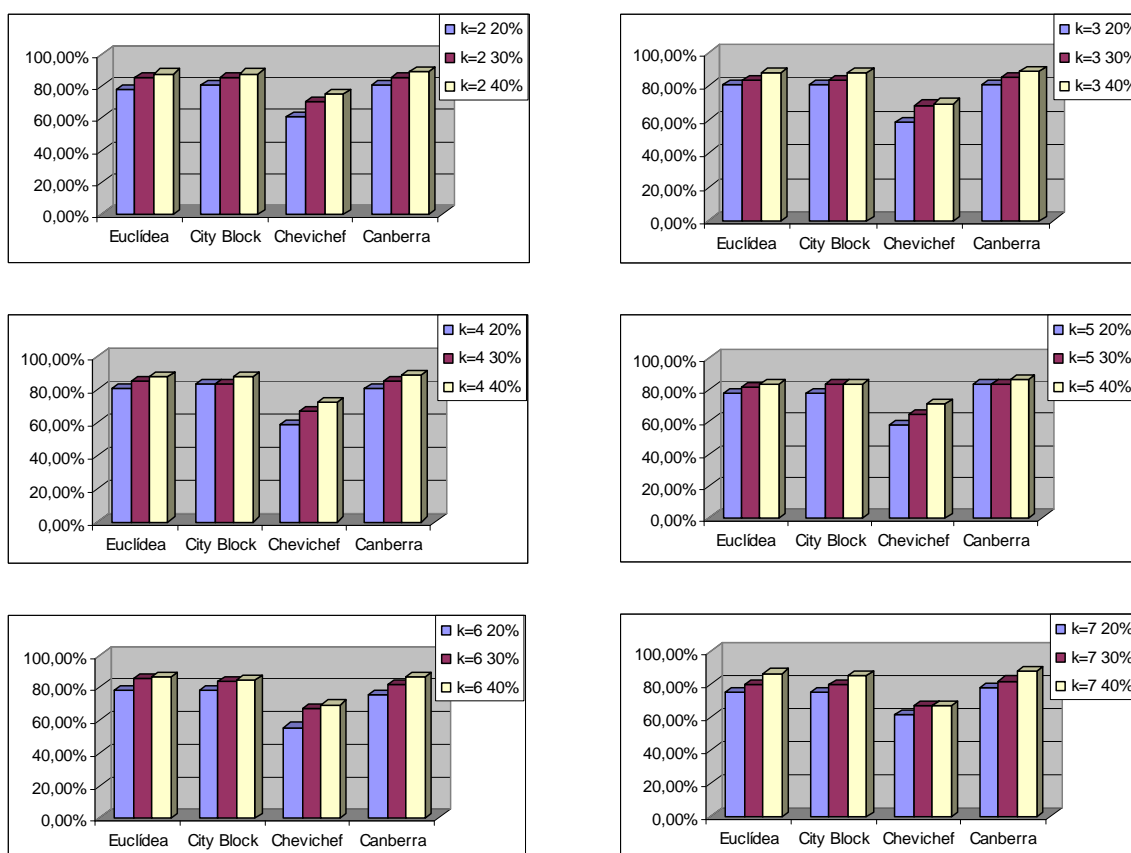 k=2 20%
k=2 30%
k=2 40%
100,00%
80,00%
60,00%
40,00%
20,00%
0,00%
Euclídea City Block Chevichef Canberra
k=3 20%
k=3 30%
k=3 40%
100,00%
80,00%
60,00%
40,00%
20,00%
0,00%
Euclídea City Block Chevichef Canberra
k=4 20%
k=4 30%
k=4 40%
100,00%
80,00%
60,00%
40,00%
20,00%
0,00%
Euclídea City Block Chevichef Canberra
k=5 20%
k=5 30%
k=5 40%
100,00%
80,00%
60,00%
40,00%
20,00%
0,00%
Euclídea City Block Chevichef Canberra
k=6 20%
k=6 30%
k=6 40%
100,00%
80,00%
60,00%
40,00%
20,00%
0,00%
Euclídea City Block Chevichef Canberra
k=7 20%
k=7 30%
k=7 40%
100,00%
80,00%
60,00%
40,00%
20,00%
0,00%
Euclídea City Block Chevichef Canberra